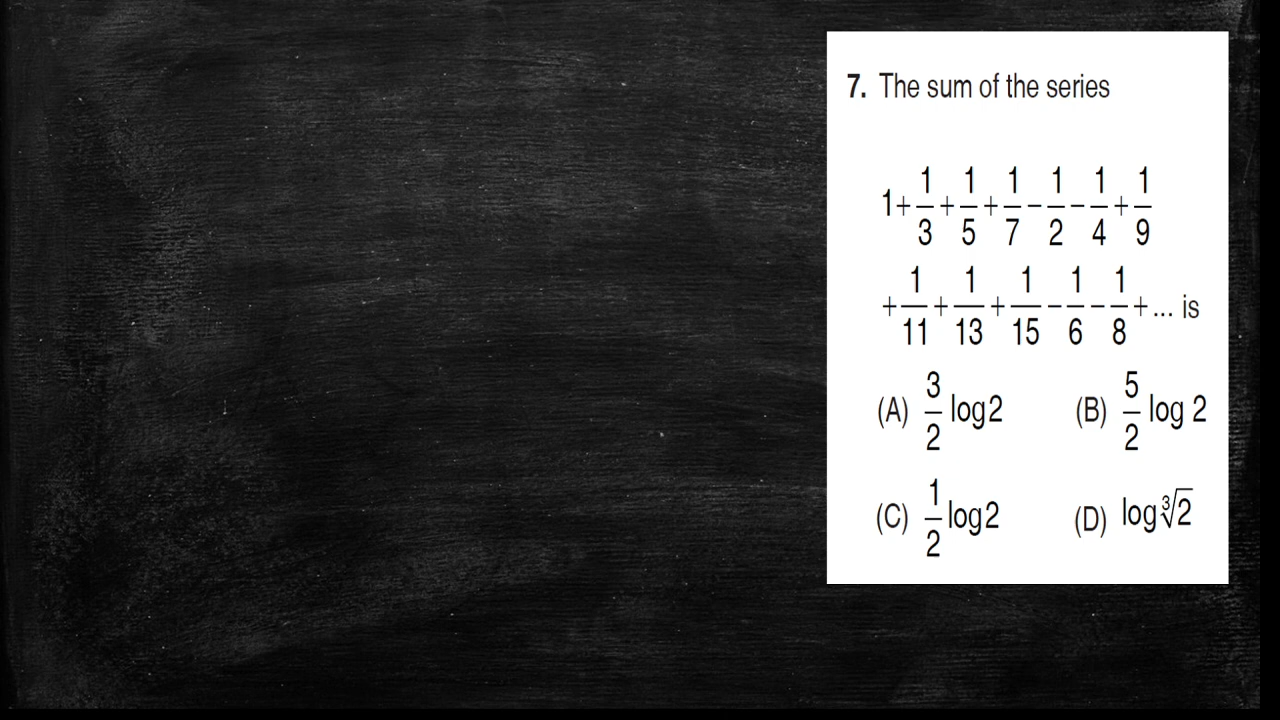 7. The sum of the series
1 + 1/3 + 1/5 + 1/7 − 1/2 − 1/4 + 1/9
+ 1/11 + 1/13 + 1/15 − 1/6 − 1/8 + ... is
(A) 3/2 log2 (B) 5/2 log 2
(C) 1/2 log2 (D) log ∛2